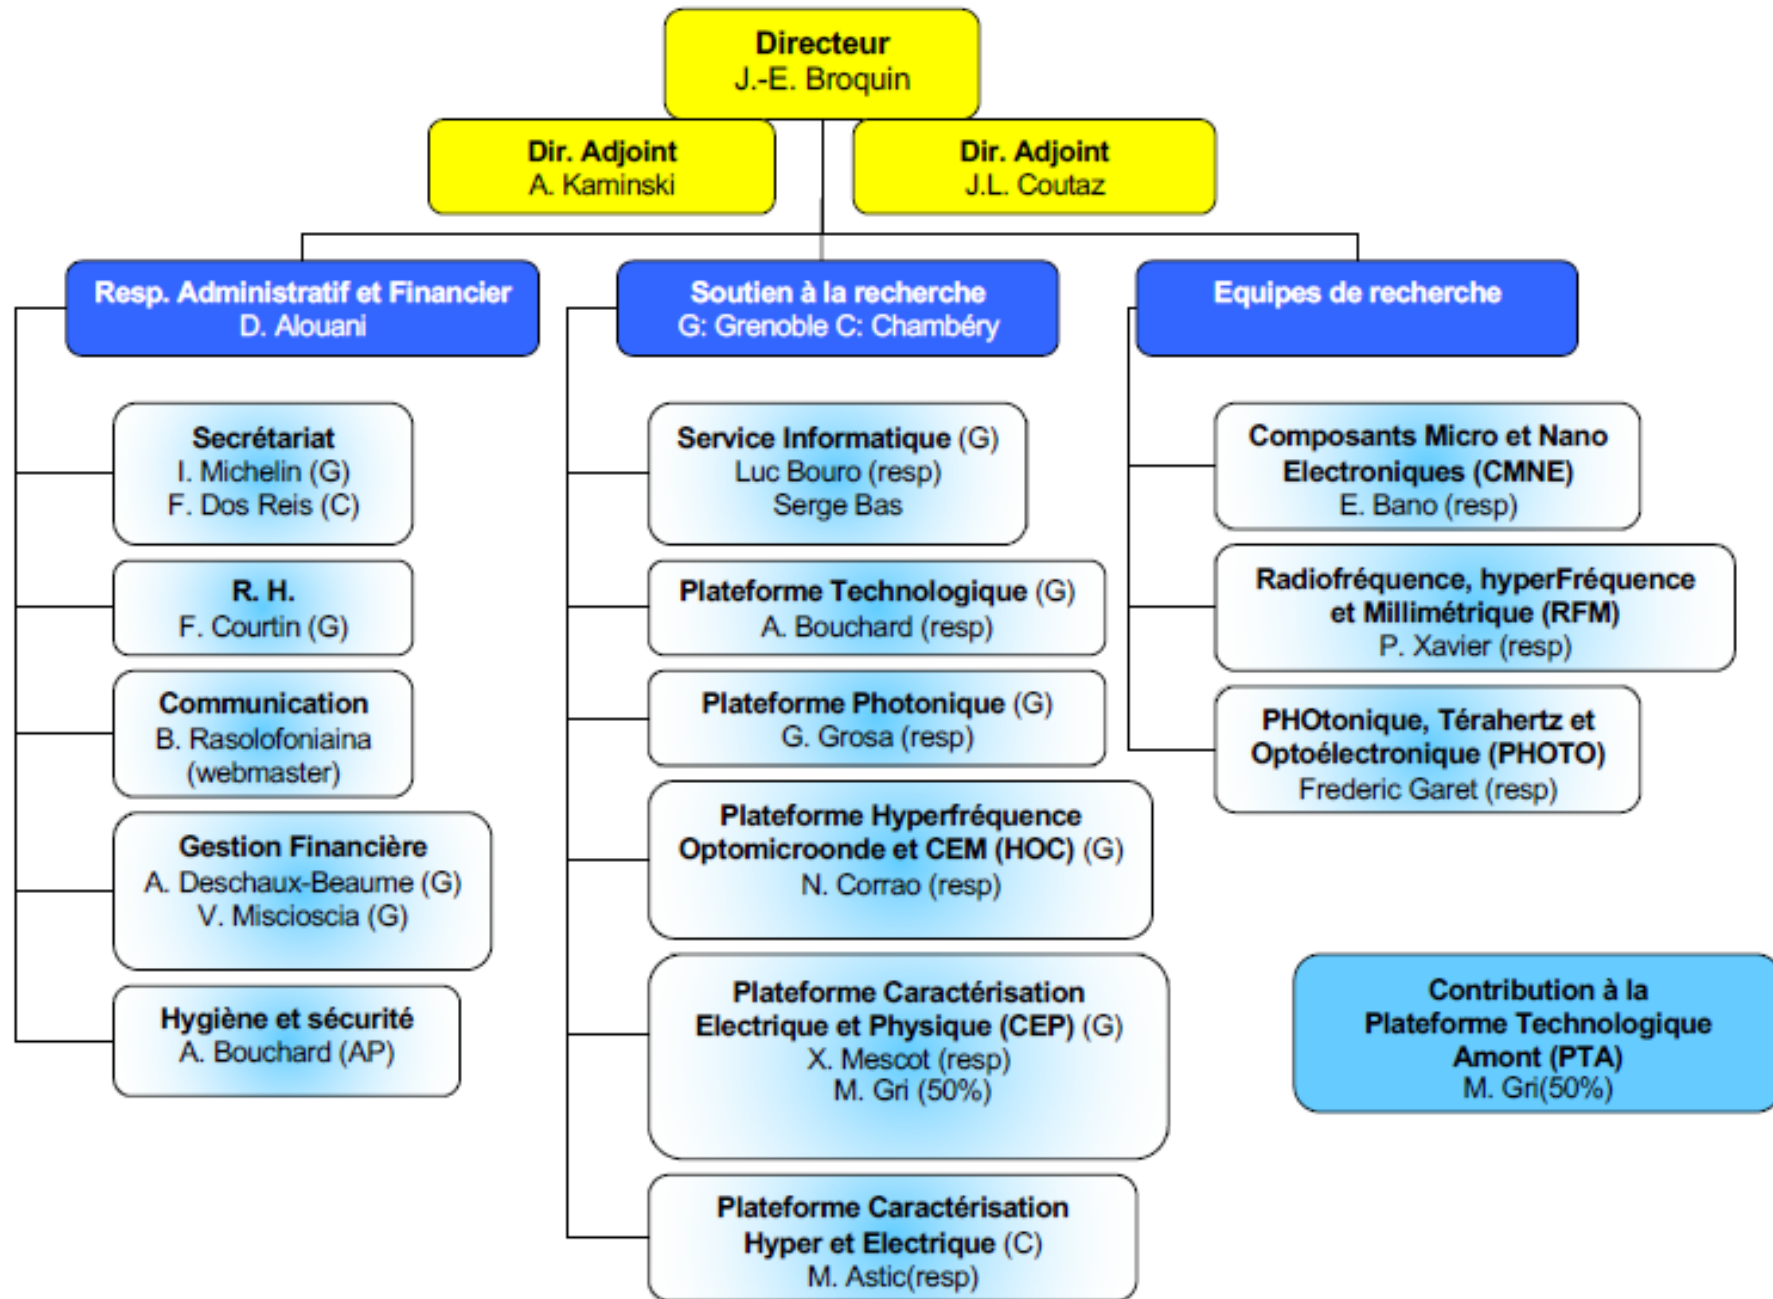 Directeur
J.-E. Broquin
Dir. Adjoint
A. Kaminski
Dir. Adjoint
J.L. Coutaz
Resp. Administratif et Financier
D. Alouani
Secrétariat
I. Michelin (G)
F. Dos Reis (C)
R. H.
F. Courtin (G)
Communication
B. Rasolofoniaina
(webmaster)
Gestion Financière
A. Deschaux-Beaume (G)
V. Miscioscia (G)
Hygiène et sécurité
A. Bouchard (AP)
Soutien à la recherche
G: Grenoble C: Chambéry
Service Informatique (G)
Luc Bouro (resp)
Serge Bas
Plateforme Technologique (G)
A. Bouchard (resp)
Plateforme Photonique (G)
G. Grosa (resp)
Plateforme Hyperfréquence
Optomicroonde et CEM (HOC) (G)
N. Corrao (resp)
Plateforme Caractérisation
Electrique et Physique (CEP) (G)
X. Mescot (resp)
M. Gri (50%)
Plateforme Caractérisation
Hyper et Electrique (C)
M. Astic(resp)
Equipes de recherche
Composants Micro et Nano
Electroniques (CMNE)
E. Bano (resp)
Radiofréquence, hyperFréquence
et Millimétrique (RFM)
P. Xavier (resp)
PHOtonique, Térahertz et
Optoélectronique (PHOTO)
Frederic Garet (resp)
Contribution à la
Plateforme Technologique
Amont (PTA)
M. Gri(50%)